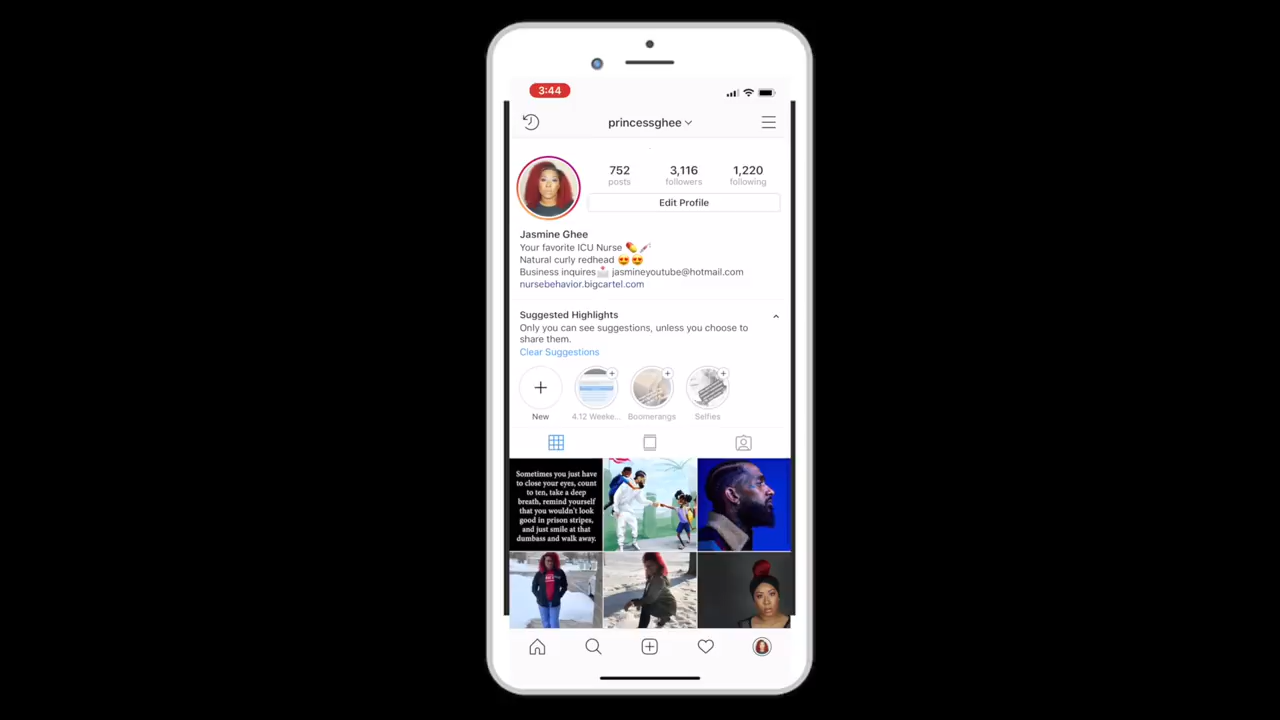 3:44
princessghee
752 3,116 1,220
posts followers following
Edit Profile
Jasmine Ghee
Your favorite ICU Nurse 💊💉
Natural curly redhead 😍😍
Business inquires📩 jasmineyoutube@hotmail.com
nursebehavior.bigcartel.com
Suggested Highlights
Only you can see suggestions, unless you choose to
share them.
Clear Suggestions
New 4.12 Weeke... Boomerangs Selfies
Sometimes you just have
to close your eyes, count
to ten, take a deep
breath, remind yourself
that you wouldn't look
good in prison stripes,
and just smile at that
dumbass and walk away.